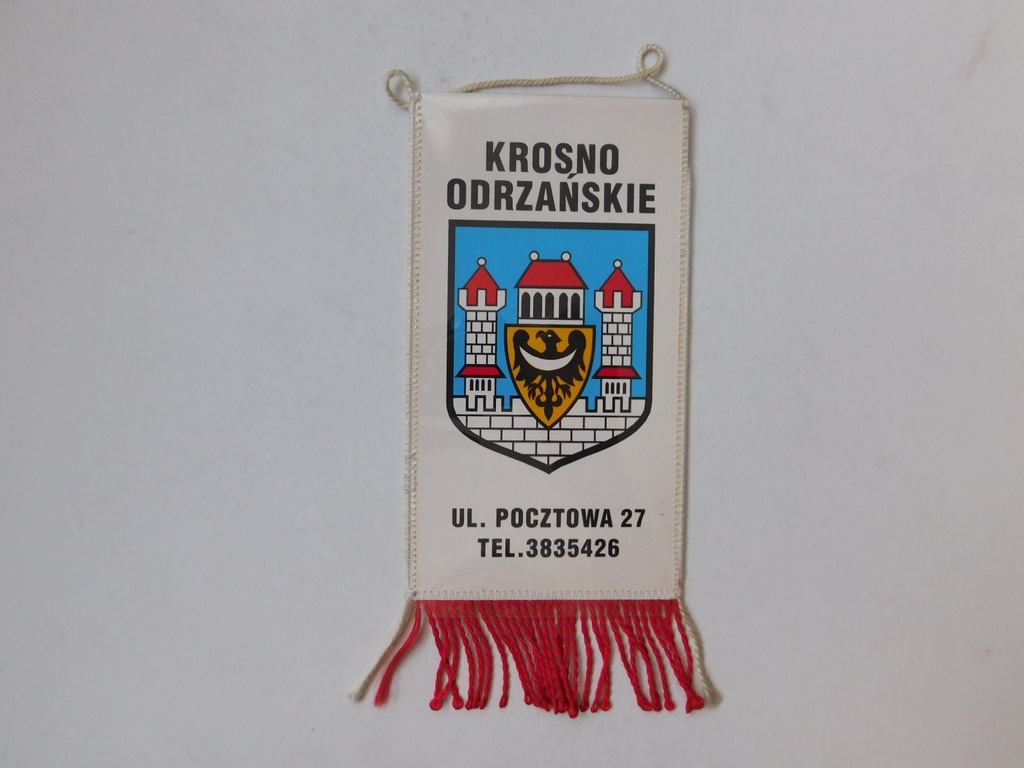 KROSNO
ODRZAŃSKIE
UL. POCZTOWA 27
TEL.3835426